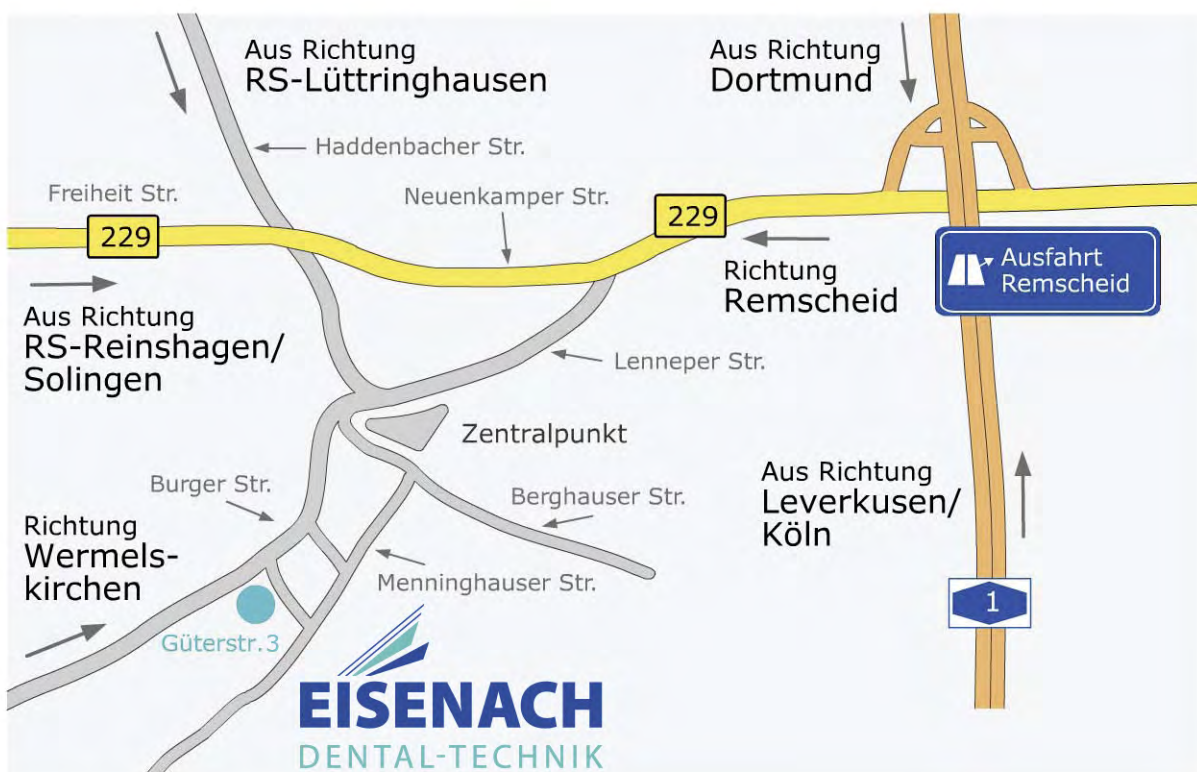 Aus Richtung
RS-Lüttringhausen
Aus Richtung
Dortmund
Haddenbacher Str.
Freiheit Str.
229
Neuenkamper Str.
229
Richtung
Remscheid
Ausfahrt
Remscheid
Aus Richtung
RS-Reinshagen/
Solingen
Lenneper Str.
Zentralpunkt
Burger Str.
Berghauser Str.
Aus Richtung
Leverkusen/
Köln
Richtung
Wermels-
kirchen
Menninghauser Str.
1
Güterstr.3
EISENACH
DENTAL-TECHNIK